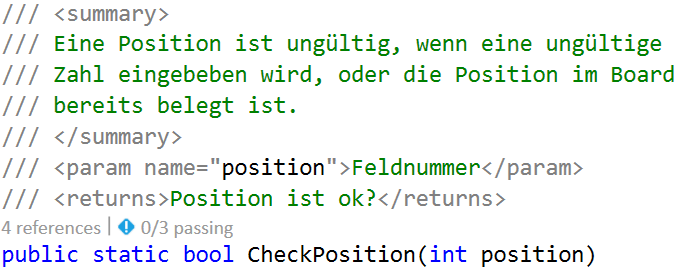 /// <summary>
/// Eine Position ist ungültig, wenn eine ungültige
/// Zahl eingebeben wird, oder die Position im Board
/// bereits belegt ist.
/// </summary>
/// <param name="position">Feldnummer</param>
/// <returns>Position ist ok?</returns>
4 references | 0/3 passing
public static bool CheckPosition(int position)